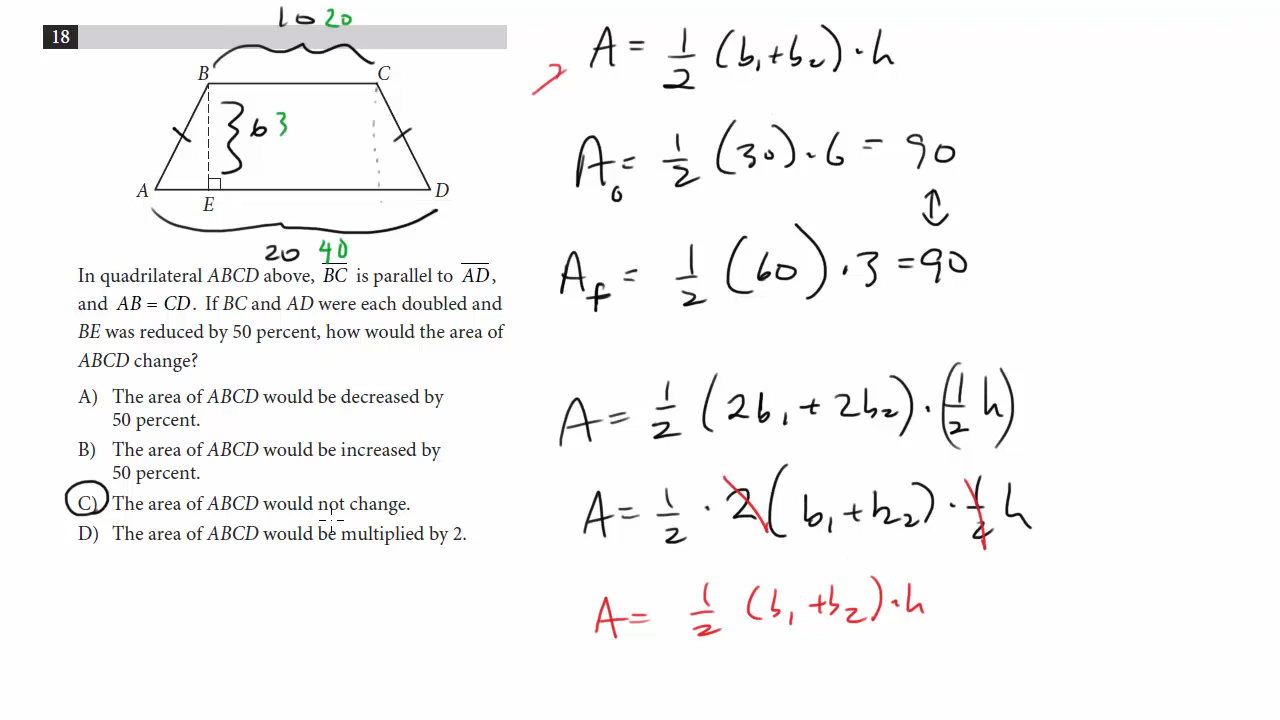 18
10 20
B C
6 3
A D
E
20 40
In quadrilateral ABCD above, BC is parallel to AD,
and AB = CD. If BC and AD were each doubled and
BE was reduced by 50 percent, how would the area of
ABCD change?
A) The area of ABCD would be decreased by
50 percent.
B) The area of ABCD would be increased by
50 percent.
C) The area of ABCD would not change.
D) The area of ABCD would be multiplied by 2.
A = 1/2 (b₁+b₂)·h
A₀ = 1/2 (30)·6 = 90
A_f = 1/2 (60)·3 = 90
A = 1/2 (2b₁ + 2b₂)·(1/2 h)
A = 1/2 · 2(b₁+b₂)·1/2 h
A = 1/2 (b₁+b₂)·h